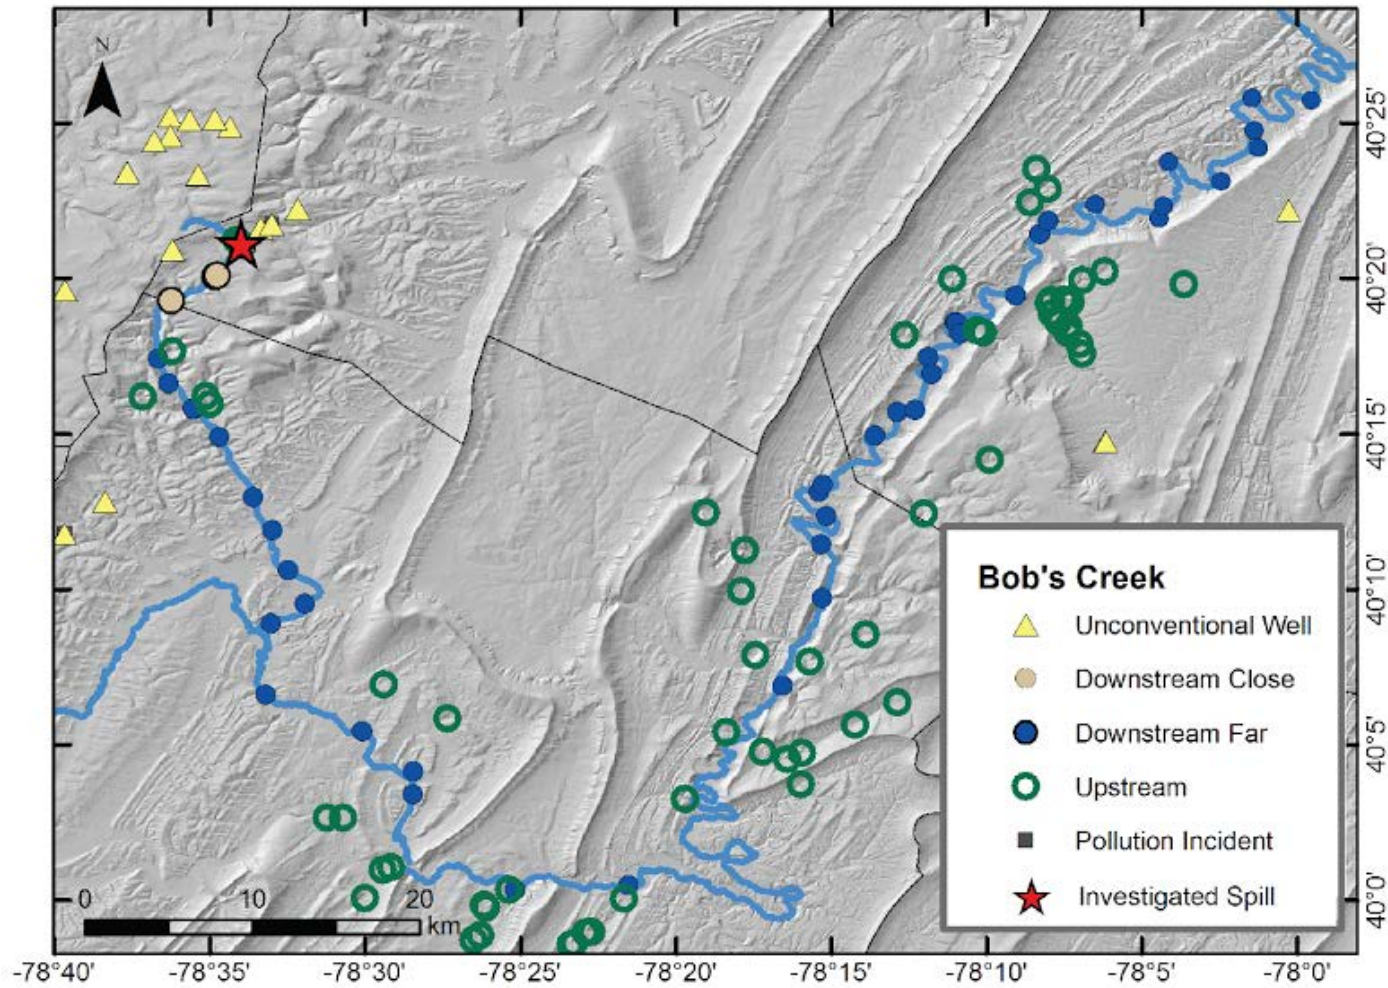 N
40°25'
40°20'
40°15'
40°10'
40°5'
40°0'
Bob's Creek
Unconventional Well
Downstream Close
Downstream Far
Upstream
Pollution Incident
Investigated Spill
0 10 20
km
-78°40' -78°35' -78°30' -78°25' -78°20' -78°15' -78°10' -78°5' -78°0'